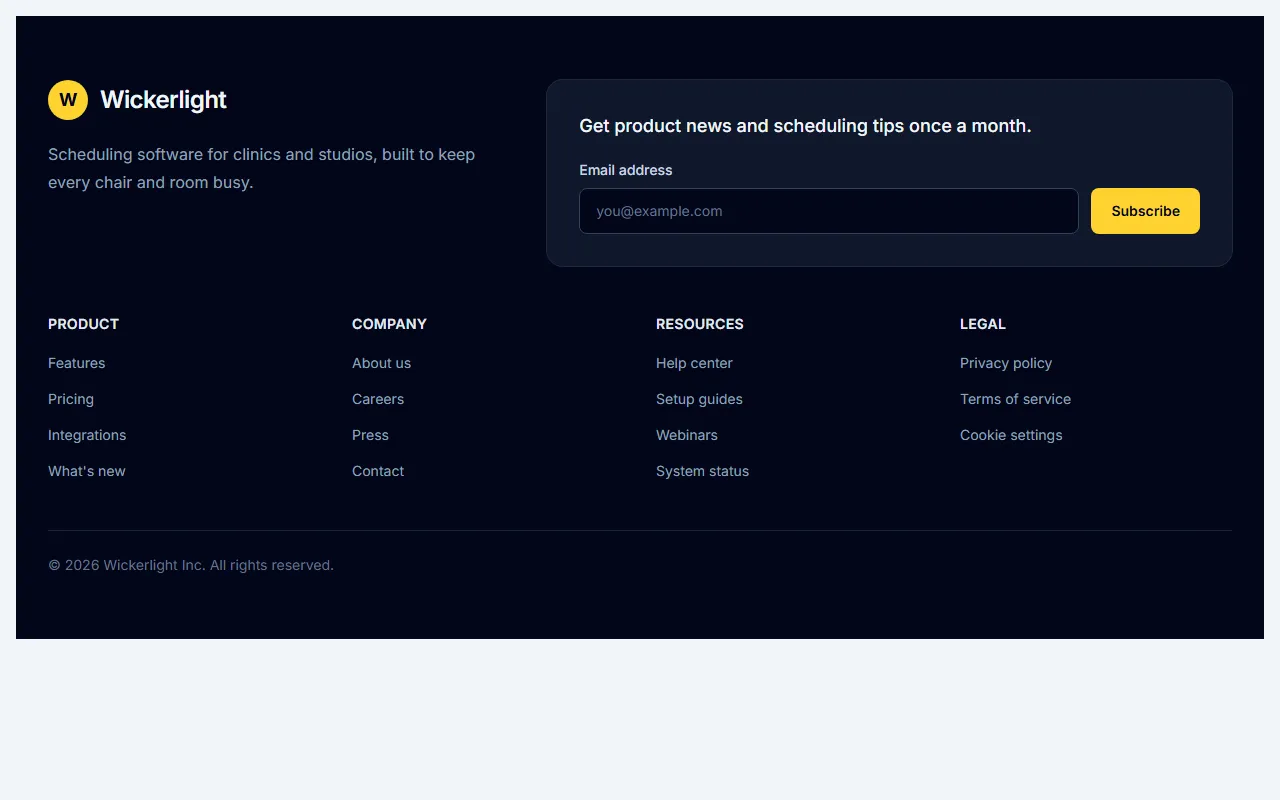 W
Wickerlight
Scheduling software for clinics and studios, built to keep
every chair and room busy.
Get product news and scheduling tips once a month.
Email address
you@example.com
Subscribe
PRODUCT
Features
Pricing
Integrations
What's new
COMPANY
About us
Careers
Press
Contact
RESOURCES
Help center
Setup guides
Webinars
System status
LEGAL
Privacy policy
Terms of service
Cookie settings
© 2026 Wickerlight Inc. All rights reserved.